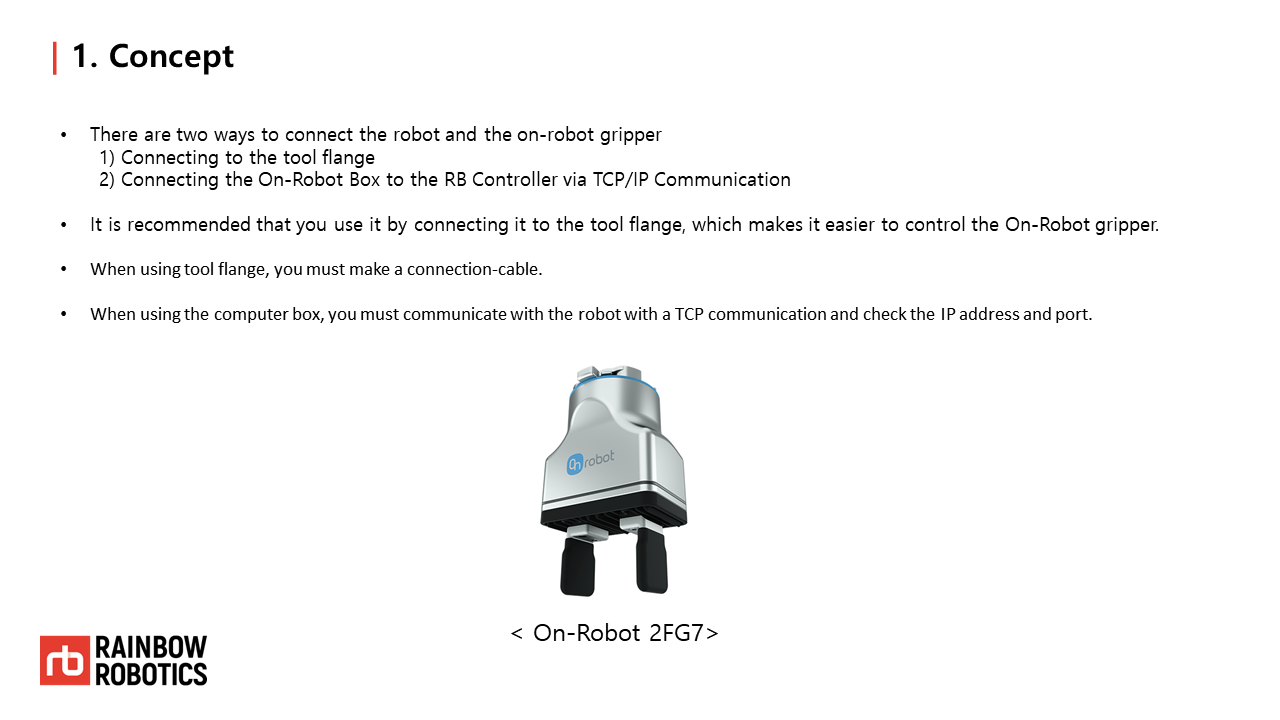 1. Concept
• There are two ways to connect the robot and the on-robot gripper
1) Connecting to the tool flange
2) Connecting the On-Robot Box to the RB Controller via TCP/IP Communication
• It is recommended that you use it by connecting it to the tool flange, which makes it easier to control the On-Robot gripper.
• When using tool flange, you must make a connection-cable.
• When using the computer box, you must communicate with the robot with a TCP communication and check the IP address and port.
On robot
< On-Robot 2FG7>
rb RAINBOW
ROBOTICS